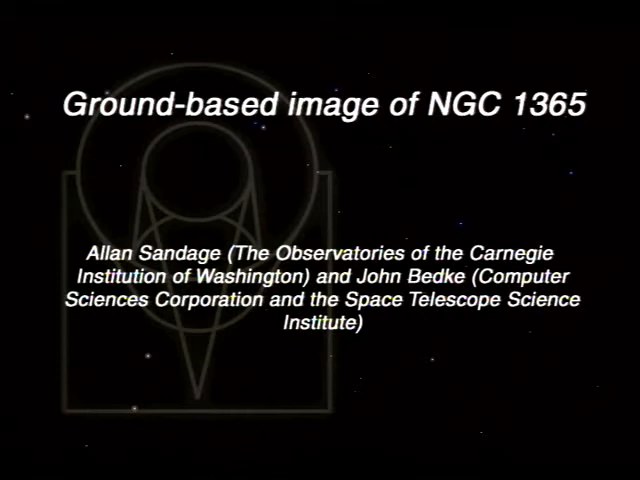 Ground-based image of NGC 1365
Allan Sandage (The Observatories of the Carnegie
Institution of Washington) and John Bedke (Computer
Sciences Corporation and the Space Telescope Science
Institute)